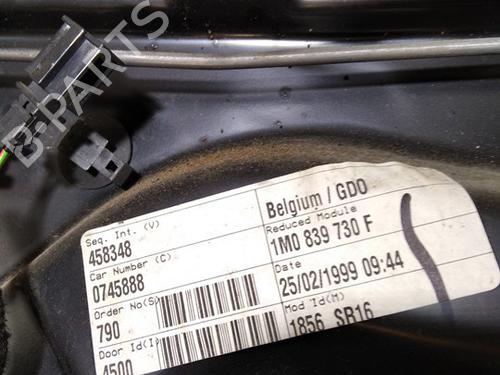 B-PARTS
Seq. Int. (V)
458348
Car Number (C)
0745888
Order No(S)
790
Door Id(I)
4500
Belgium / GDO
Reduced Module
1M0 839 730 F
Date
25/02/1999 09:44
Mod Id(M)
1856 SB16